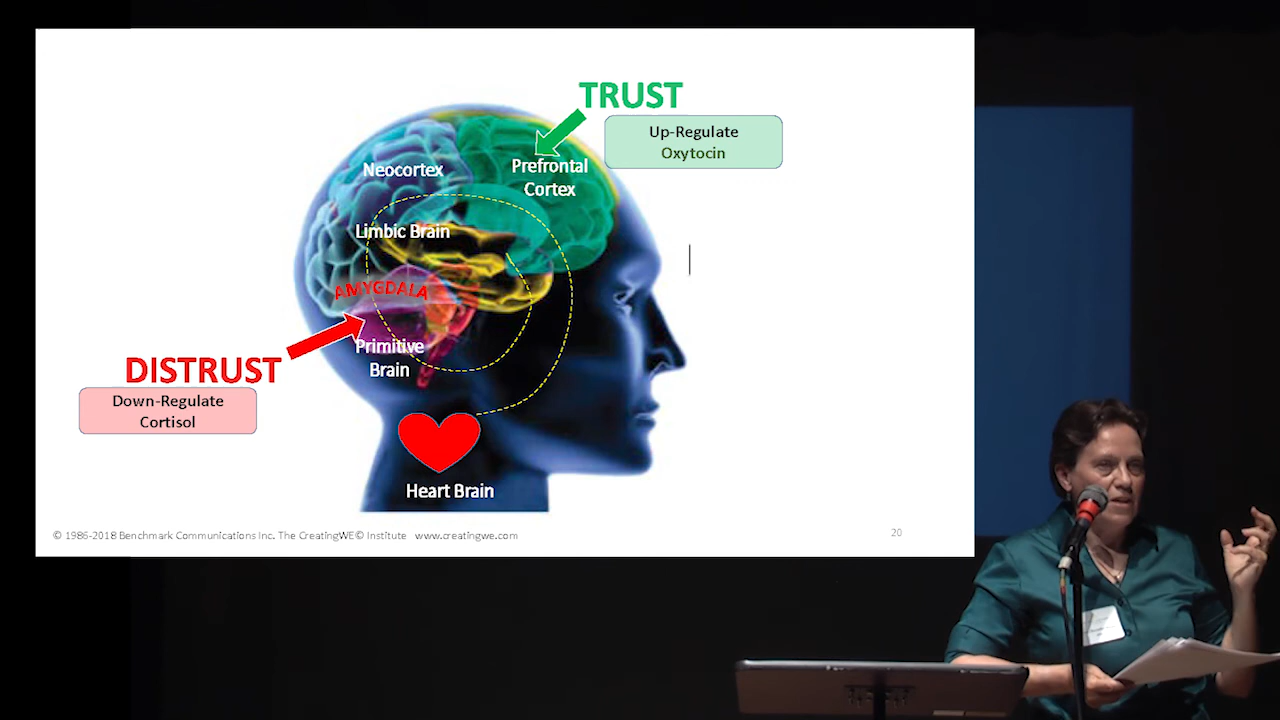 TRUST
Up-Regulate
Oxytocin
Neocortex
Prefrontal
Cortex
Limbic Brain
AMYGDALA
Primitive
Brain
DISTRUST
Down-Regulate
Cortisol
Heart Brain
© 1986-2018 Benchmark Communications Inc. The CreatingWE© Institute www.creatingwe.com
20